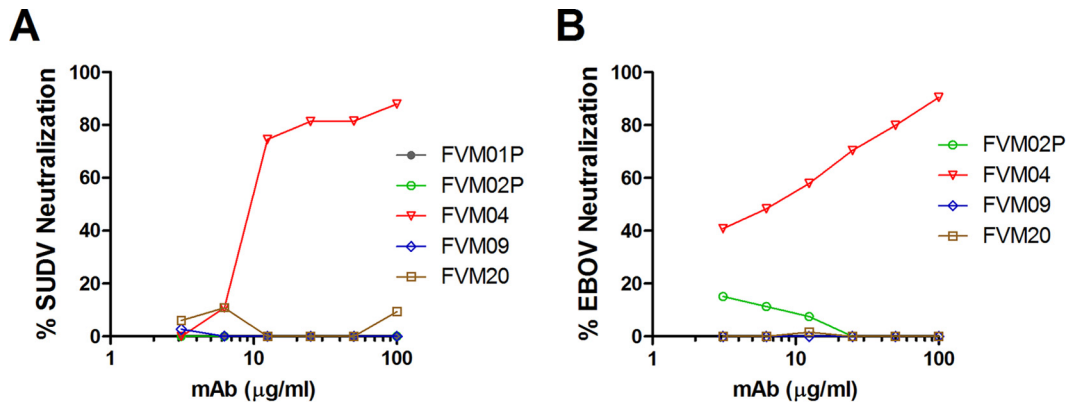 A
% SUDV Neutralization
100
80
60
40
20
0
1
10
100
mAb (μg/ml)
FVM01P
FVM02P
FVM04
FVM09
FVM20
B
% EBOV Neutralization
100
80
60
40
20
0
1
10
100
mAb (μg/ml)
FVM02P
FVM04
FVM09
FVM20